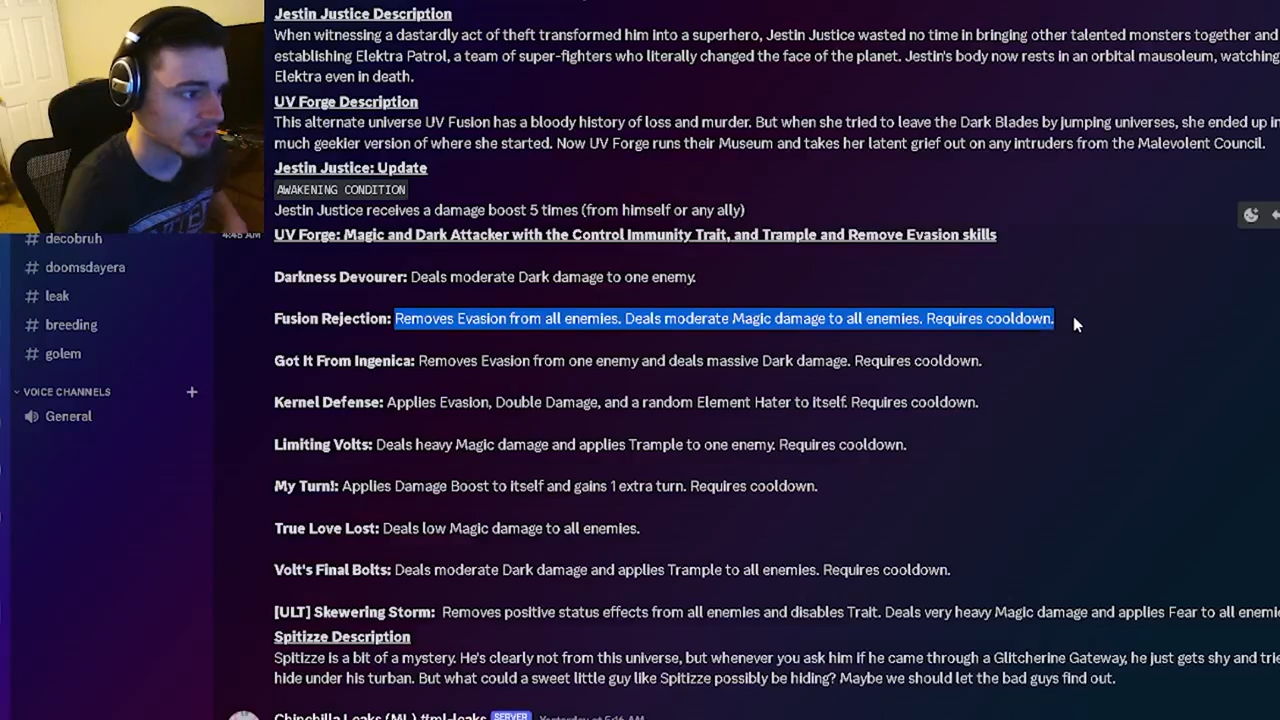 Jestin Justice Description
When witnessing a dastardly act of theft transformed him into a superhero, Jestin Justice wasted no time in bringing other talented monsters together and
establishing Elektra Patrol, a team of super-fighters who literally changed the face of the planet. Jestin's body now rests in an orbital mausoleum, watching
Elektra even in death.
UV Forge Description
This alternate universe UV Fusion has a bloody history of loss and murder. But when she tried to leave the Dark Blades by jumping universes, she ended up in
much geekier version of where she started. Now UV Forge runs their Museum and takes her latent grief out on any intruders from the Malevolent Council.
Jestin Justice: Update
AWAKENING CONDITION
Jestin Justice receives a damage boost 5 times (from himself or any ally)
4:48 AM UV Forge: Magic and Dark Attacker with the Control Immunity Trait, and Trample and Remove Evasion skills
Darkness Devourer: Deals moderate Dark damage to one enemy.
Fusion Rejection: Removes Evasion from all enemies. Deals moderate Magic damage to all enemies. Requires cooldown.
Got It From Ingenica: Removes Evasion from one enemy and deals massive Dark damage. Requires cooldown.
Kernel Defense: Applies Evasion, Double Damage, and a random Element Hater to itself. Requires cooldown.
Limiting Volts: Deals heavy Magic damage and applies Trample to one enemy. Requires cooldown.
My Turn!: Applies Damage Boost to itself and gains 1 extra turn. Requires cooldown.
True Love Lost: Deals low Magic damage to all enemies.
Volt's Final Bolts: Deals moderate Dark damage and applies Trample to all enemies. Requires cooldown.
[ULT] Skewering Storm: Removes positive status effects from all enemies and disables Trait. Deals very heavy Magic damage and applies Fear to all enemie
Spitizze Description
Spitizze is a bit of a mystery. He's clearly not from this universe, but whenever you ask him if he came through a Glitcherine Gateway, he just gets shy and trie
hide under his turban. But what could a sweet little guy like Spitizze possibly be hiding? Maybe we should let the bad guys find out.
Chinchilla Leaks (ML) #ml-leaks SERVER Yesterday at 5:16 AM
# decobruh
# doomsdayera
# leak
# breeding
# golem
VOICE CHANNELS +
General